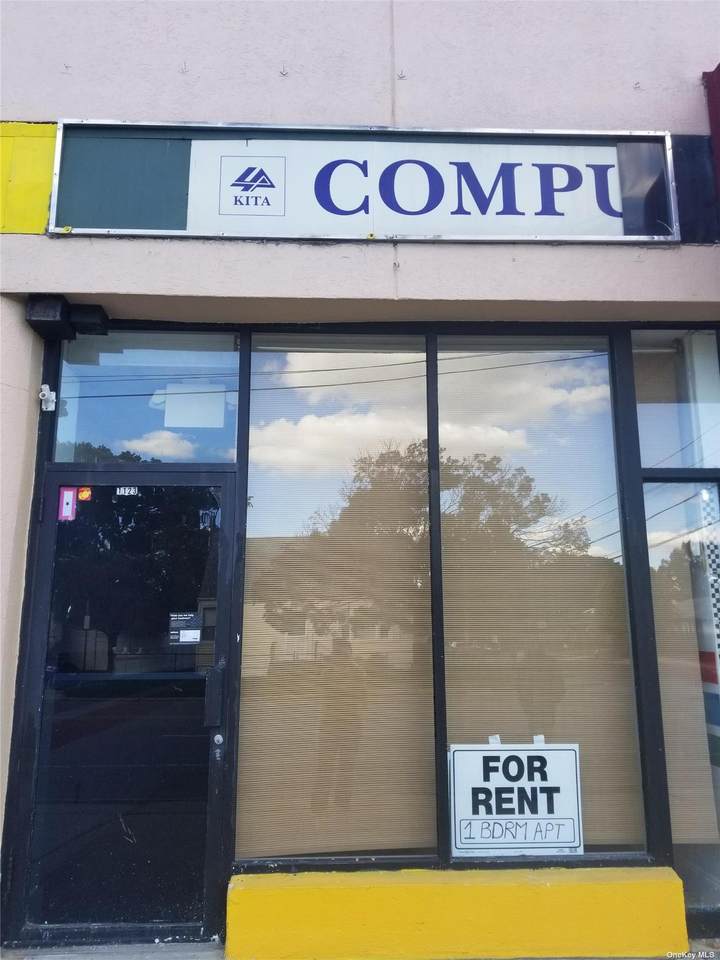 KITA
COMPU
1123
FOR
RENT
1 BDRM APT
OneKey MLS